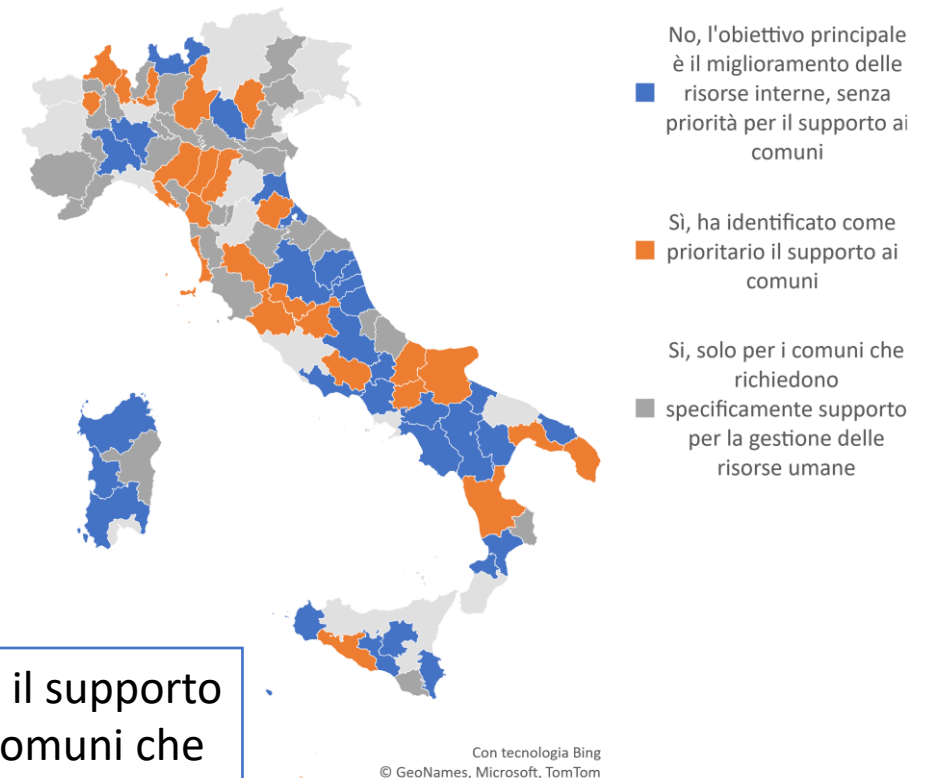 No, l'obiettivo principale
è il miglioramento delle
risorse interne, senza
priorità per il supporto ai
comuni
Sì, ha identificato come
prioritario il supporto ai
comuni
Si, solo per i comuni che
richiedono
specificamente supporto
per la gestione delle
risorse umane
il supporto
comuni che
Con tecnologia Bing
© GeoNames, Microsoft, TomTom